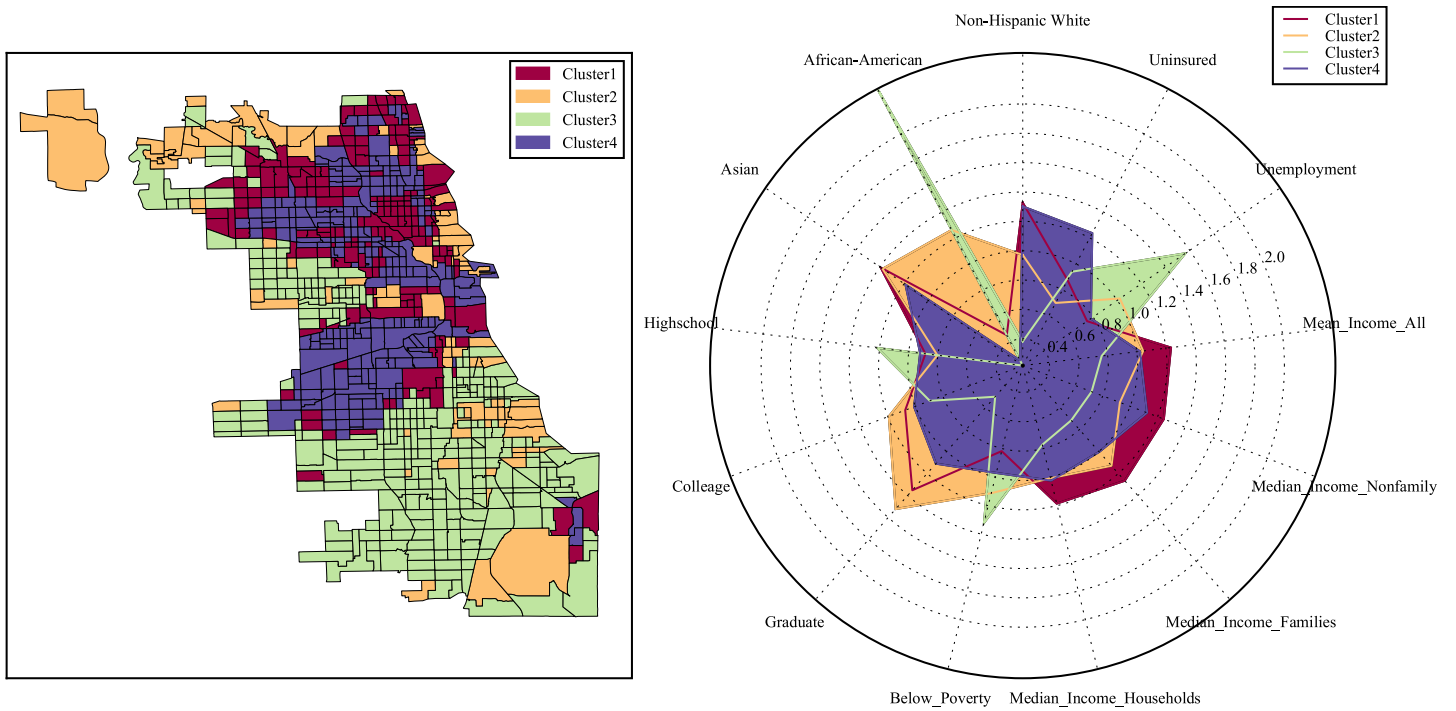 Cluster1
Cluster2
Cluster3
Cluster4
Cluster1
Cluster2
Cluster3
Cluster4
Non-Hispanic White
African-American
Uninsured
Asian
Unemployment
2.0
1.8
1.6
1.4
1.2
1.0
0.8
0.6
0.4
Highschool
Mean_Income_All
Colleage
Median_Income_Nonfamily
Graduate
Median_Income_Families
Below_Poverty
Median_Income_Households